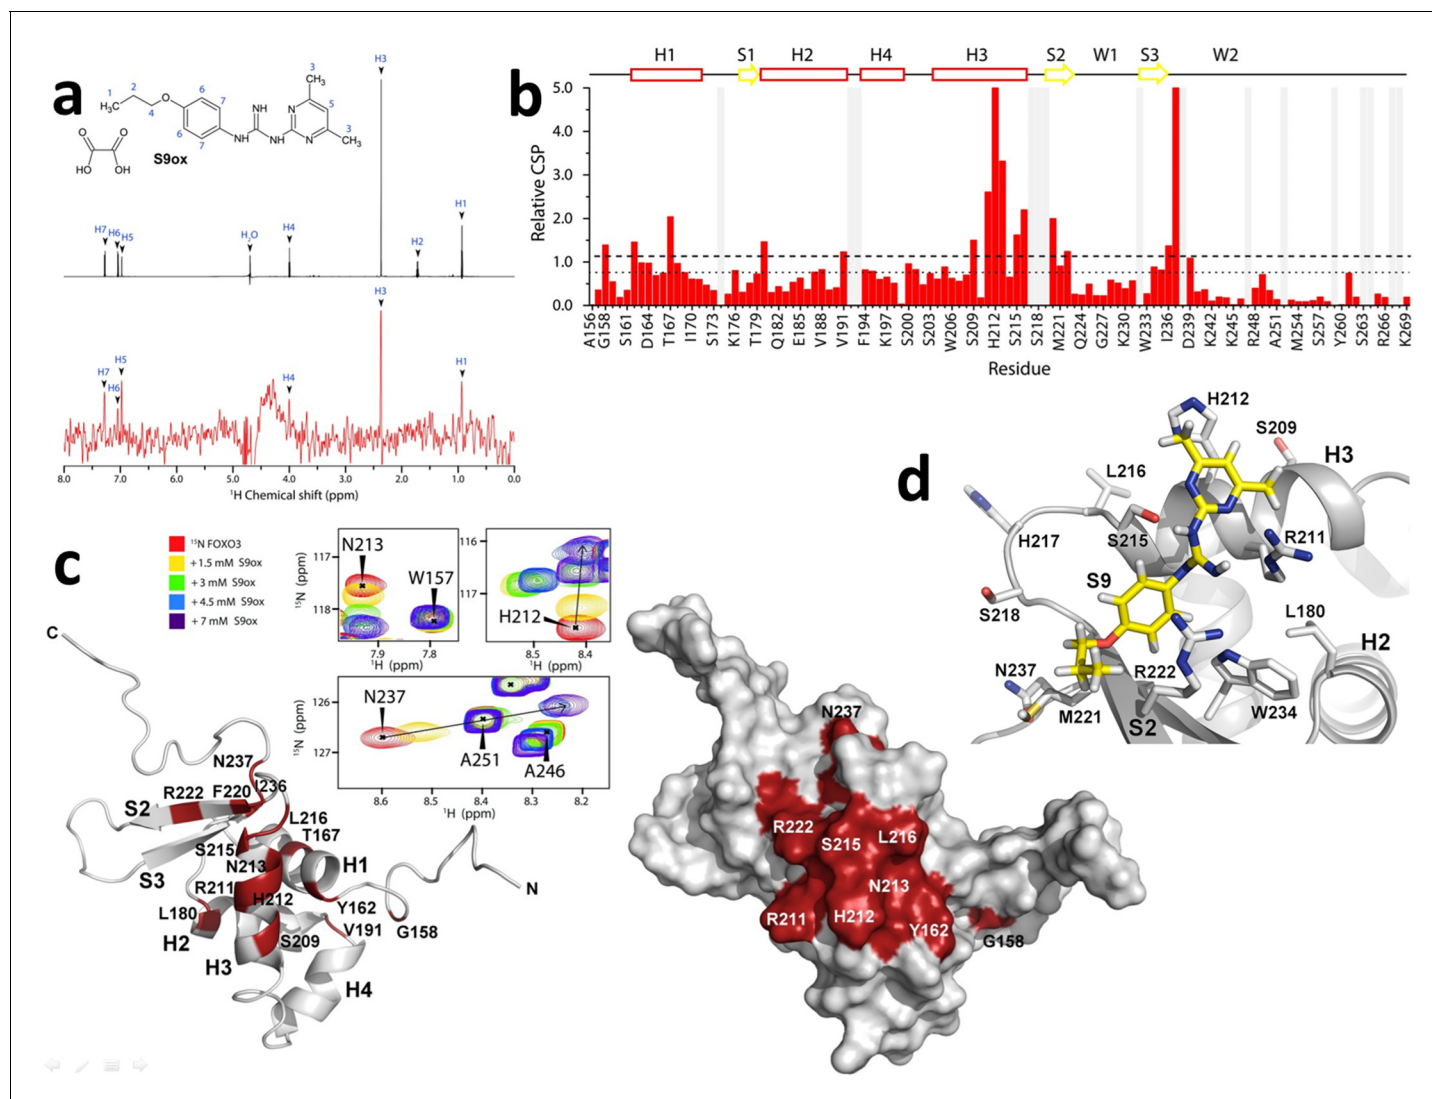 a
H3
1
2
3
H3C
O
4
6
7
6
7
NH
NH
NH
N
N
CH3
5
CH3
3
O
O
HO
OH
S9ox
H7
H6
H5
H2O
H4
H2
H1
H3
H7
H6
H5
H4
H1
8.0 7.0 6.0 5.0 4.0 3.0 2.0 1.0 0.0
1H Chemical shift (ppm)
b
H1 S1 H2 H4 H3 S2 W1 S3 W2
5.0
4.0
3.0
2.0
1.0
0.0
Relative CSP
A156 G158 S161 D164 T167 I170 S173 K176 T179 Q182 E185 V188 V191 F194 K197 S200 S203 W206 S209 H212 S215 S218 M221 Q224 G227 K230 W233 I236 D239 K242 K245 R248 A251 M254 S257 Y260 S263 R266 K269
Residue
c
15N FOXO3
+ 1.5 mM S9ox
+ 3 mM S9ox
+ 4.5 mM S9ox
+ 7 mM S9ox
117
118
15N (ppm)
N213
W157
7.9 7.8
1H (ppm)
116
117
15N (ppm)
H212
8.5 8.4
1H (ppm)
126
127
15N (ppm)
N237
A251
A246
8.6 8.5 8.4 8.3 8.2
1H (ppm)
C
N237
R222 F220 I236
S2
L216
T167
S215
N213
H1
S3
R211
H212
L180
Y162
N
H2
V191
G158
S209
H3
H4
N237
R222
S215
L216
N213
R211
H212
Y162
G158
d
H212
S209
H3
L216
S215
R211
H217
S9
S218
L180
H2
N237
R222
M221
S2
W234